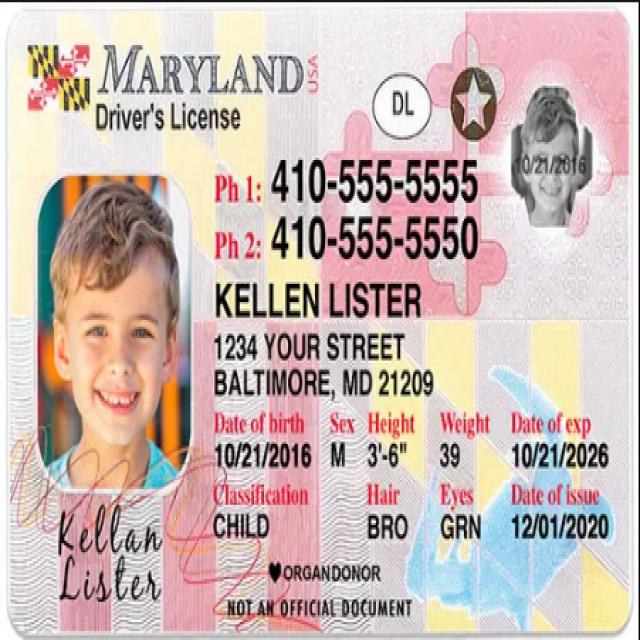 MARYLAND USA
Driver's License
DL
10/21/2016
Ph 1: 410-555-5555
Ph 2: 410-555-5550
KELLEN LISTER
1234 YOUR STREET
BALTIMORE, MD 21209
Date of birth Sex Height Weight Date of exp
10/21/2016 M 3'-6" 39 10/21/2026
Classification Hair Eyes Date of issue
CHILD BRO GRN 12/01/2020
Kellan
Lister
ORGANDONOR
NOT AN OFFICIAL DOCUMENT